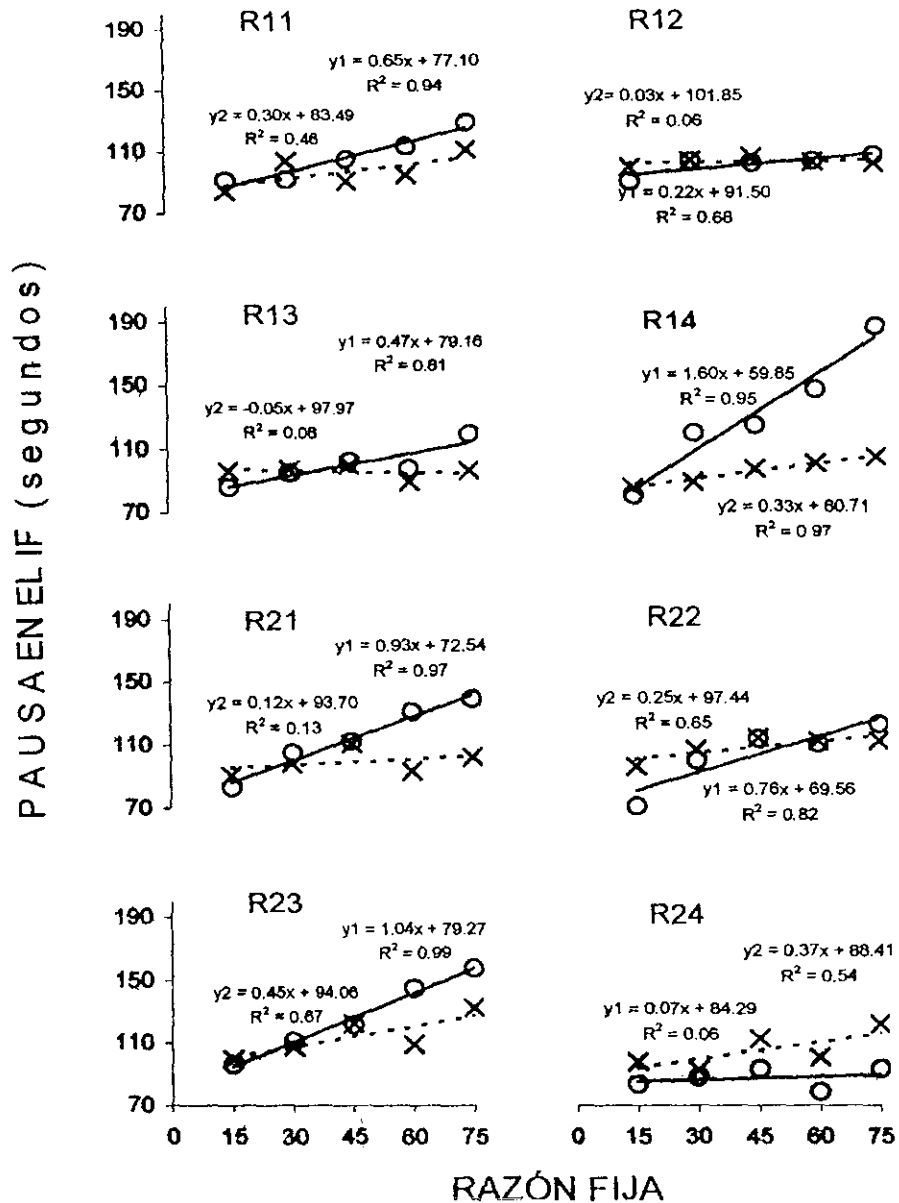 PAUSA EN EL IF (segundos)
R11
190
150
110
70
y1 = 0.65x + 77.10
R² = 0.94
y2 = 0.30x + 83.49
R² = 0.46
R12
y2= 0.03x + 101.85
R² = 0.06
y1 = 0.22x + 91.50
R² = 0.68
R13
190
150
110
70
y1 = 0.47x + 79.16
R² = 0.81
y2 = -0.05x + 97.97
R² = 0.08
R14
y1 = 1.60x + 59.85
R² = 0.95
y2 = 0.33x + 80.71
R² = 0.97
R21
190
150
110
70
y1 = 0.93x + 72.54
R² = 0.97
y2 = 0.12x + 93.70
R² = 0.13
R22
y2 = 0.25x + 97.44
R² = 0.65
y1 = 0.76x + 69.56
R² = 0.82
R23
190
150
110
70
y1 = 1.04x + 79.27
R² = 0.99
y2 = 0.45x + 94.06
R² = 0.67
0 15 30 45 60 75
R24
y2 = 0.37x + 88.41
R² = 0.54
y1 = 0.07x + 84.29
R² = 0.06
0 15 30 45 60 75
RAZÓN FIJA